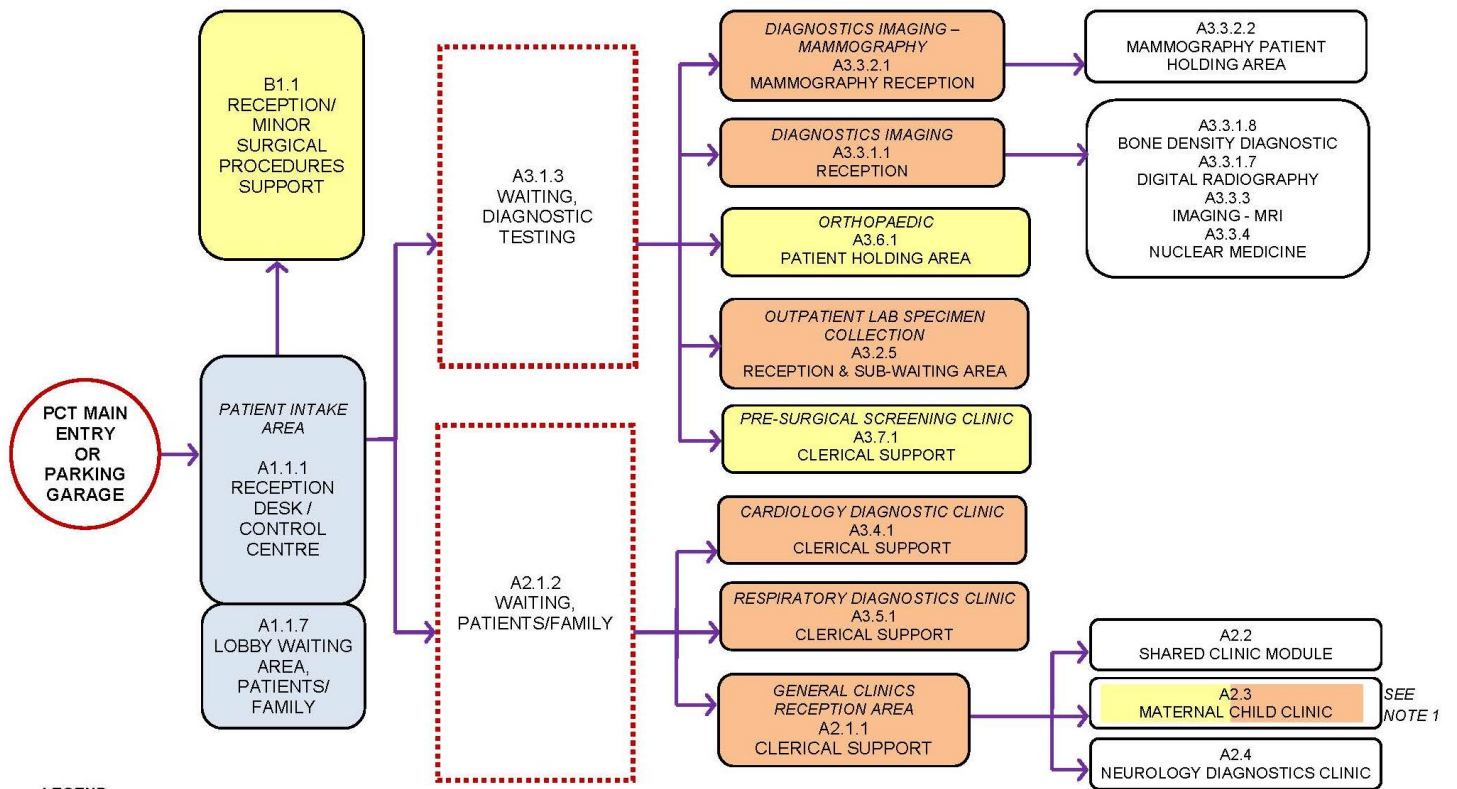 PCT MAIN
ENTRY
OR
PARKING
GARAGE
B1.1
RECEPTION/
MINOR
SURGICAL
PROCEDURES
SUPPORT
PATIENT INTAKE
AREA
A1.1.1
RECEPTION
DESK /
CONTROL
CENTRE
A1.1.7
LOBBY WAITING
AREA,
PATIENTS/
FAMILY
A3.1.3
WAITING,
DIAGNOSTIC
TESTING
A2.1.2
WAITING,
PATIENTS/FAMILY
DIAGNOSTICS IMAGING –
MAMMOGRAPHY
A3.3.2.1
MAMMOGRAPHY RECEPTION
DIAGNOSTICS IMAGING
A3.3.1.1
RECEPTION
ORTHOPAEDIC
A3.6.1
PATIENT HOLDING AREA
OUTPATIENT LAB SPECIMEN
COLLECTION
A3.2.5
RECEPTION & SUB-WAITING AREA
PRE-SURGICAL SCREENING CLINIC
A3.7.1
CLERICAL SUPPORT
CARDIOLOGY DIAGNOSTIC CLINIC
A3.4.1
CLERICAL SUPPORT
RESPIRATORY DIAGNOSTICS CLINIC
A3.5.1
CLERICAL SUPPORT
GENERAL CLINICS
RECEPTION AREA
A2.1.1
CLERICAL SUPPORT
A3.3.2.2
MAMMOGRAPHY PATIENT
HOLDING AREA
A3.3.1.8
BONE DENSITY DIAGNOSTIC
A3.3.1.7
DIGITAL RADIOGRAPHY
A3.3.3
IMAGING - MRI
A3.3.4
NUCLEAR MEDICINE
A2.2
SHARED CLINIC MODULE
A2.3
MATERNAL CHILD CLINIC
SEE
NOTE 1
A2.4
NEUROLOGY DIAGNOSTICS CLINIC